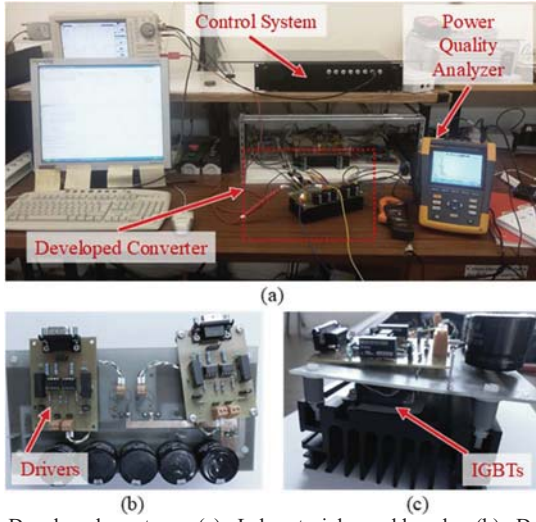 Control System
Power
Quality
Analyzer
Developed Converter
(a)
Drivers
IGBTs
(b)
(c)